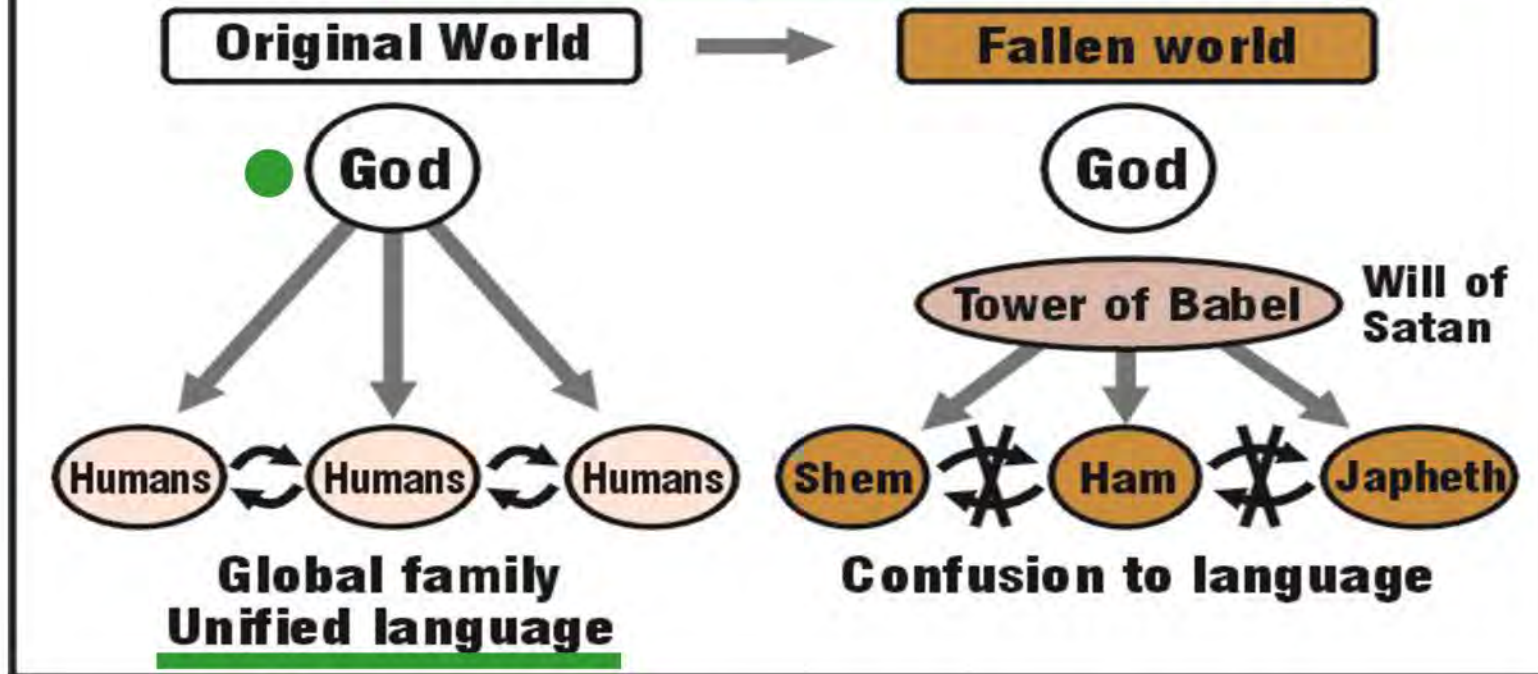 Original World
Fallen world
God
God
Tower of Babel
Will of
Satan
Humans
Humans
Humans
Shem
Ham
Japheth
Global family
Unified language
Confusion to language